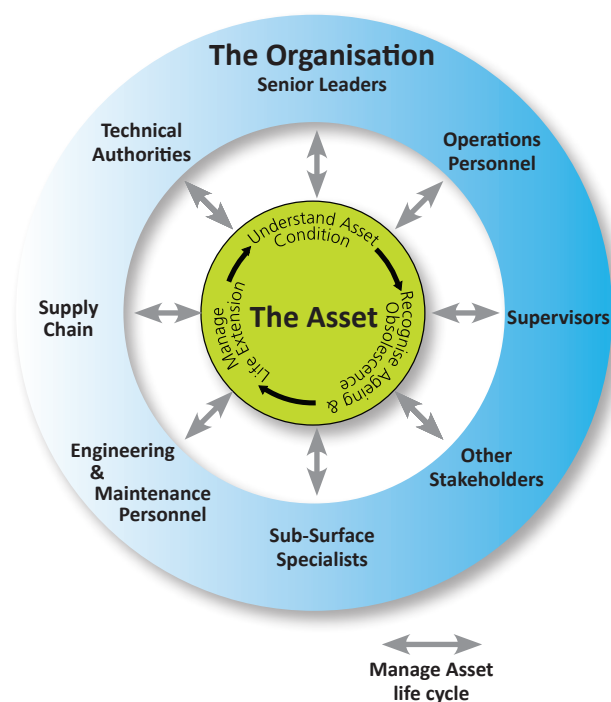 The Organisation
Senior Leaders
Technical
Authorities
Operations
Personnel
Understand Asset
Condition
Supply
Chain
Manage
Life Extension
The Asset
Recognise Ageing &
Obsolescence
Supervisors
Engineering
&
Maintenance
Personnel
Other
Stakeholders
Sub-Surface
Specialists
Manage Asset
life cycle